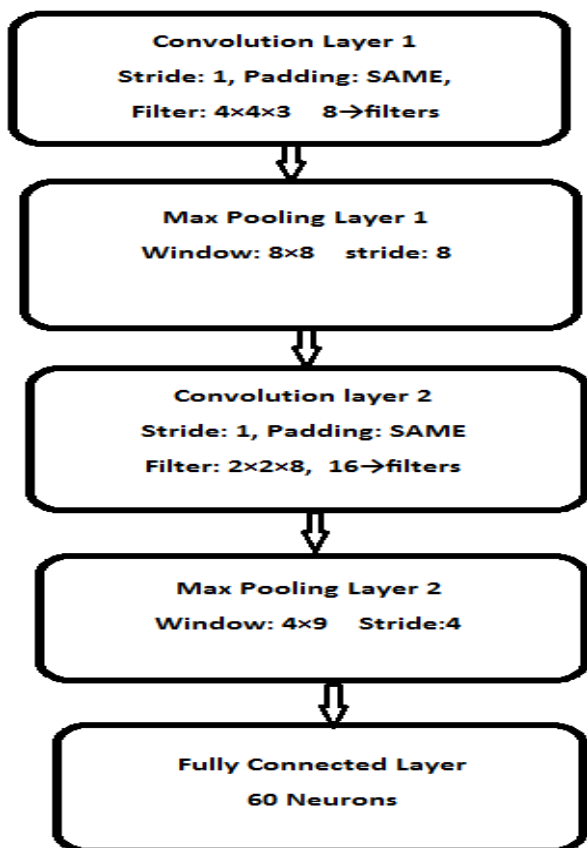 Convolution Layer 1
Stride: 1, Padding: SAME,
Filter: 4×4×3 8→filters
Max Pooling Layer 1
Window: 8×8 stride: 8
Convolution layer 2
Stride: 1, Padding: SAME
Filter: 2×2×8, 16→filters
Max Pooling Layer 2
Window: 4×9 Stride:4
Fully Connected Layer
60 Neurons